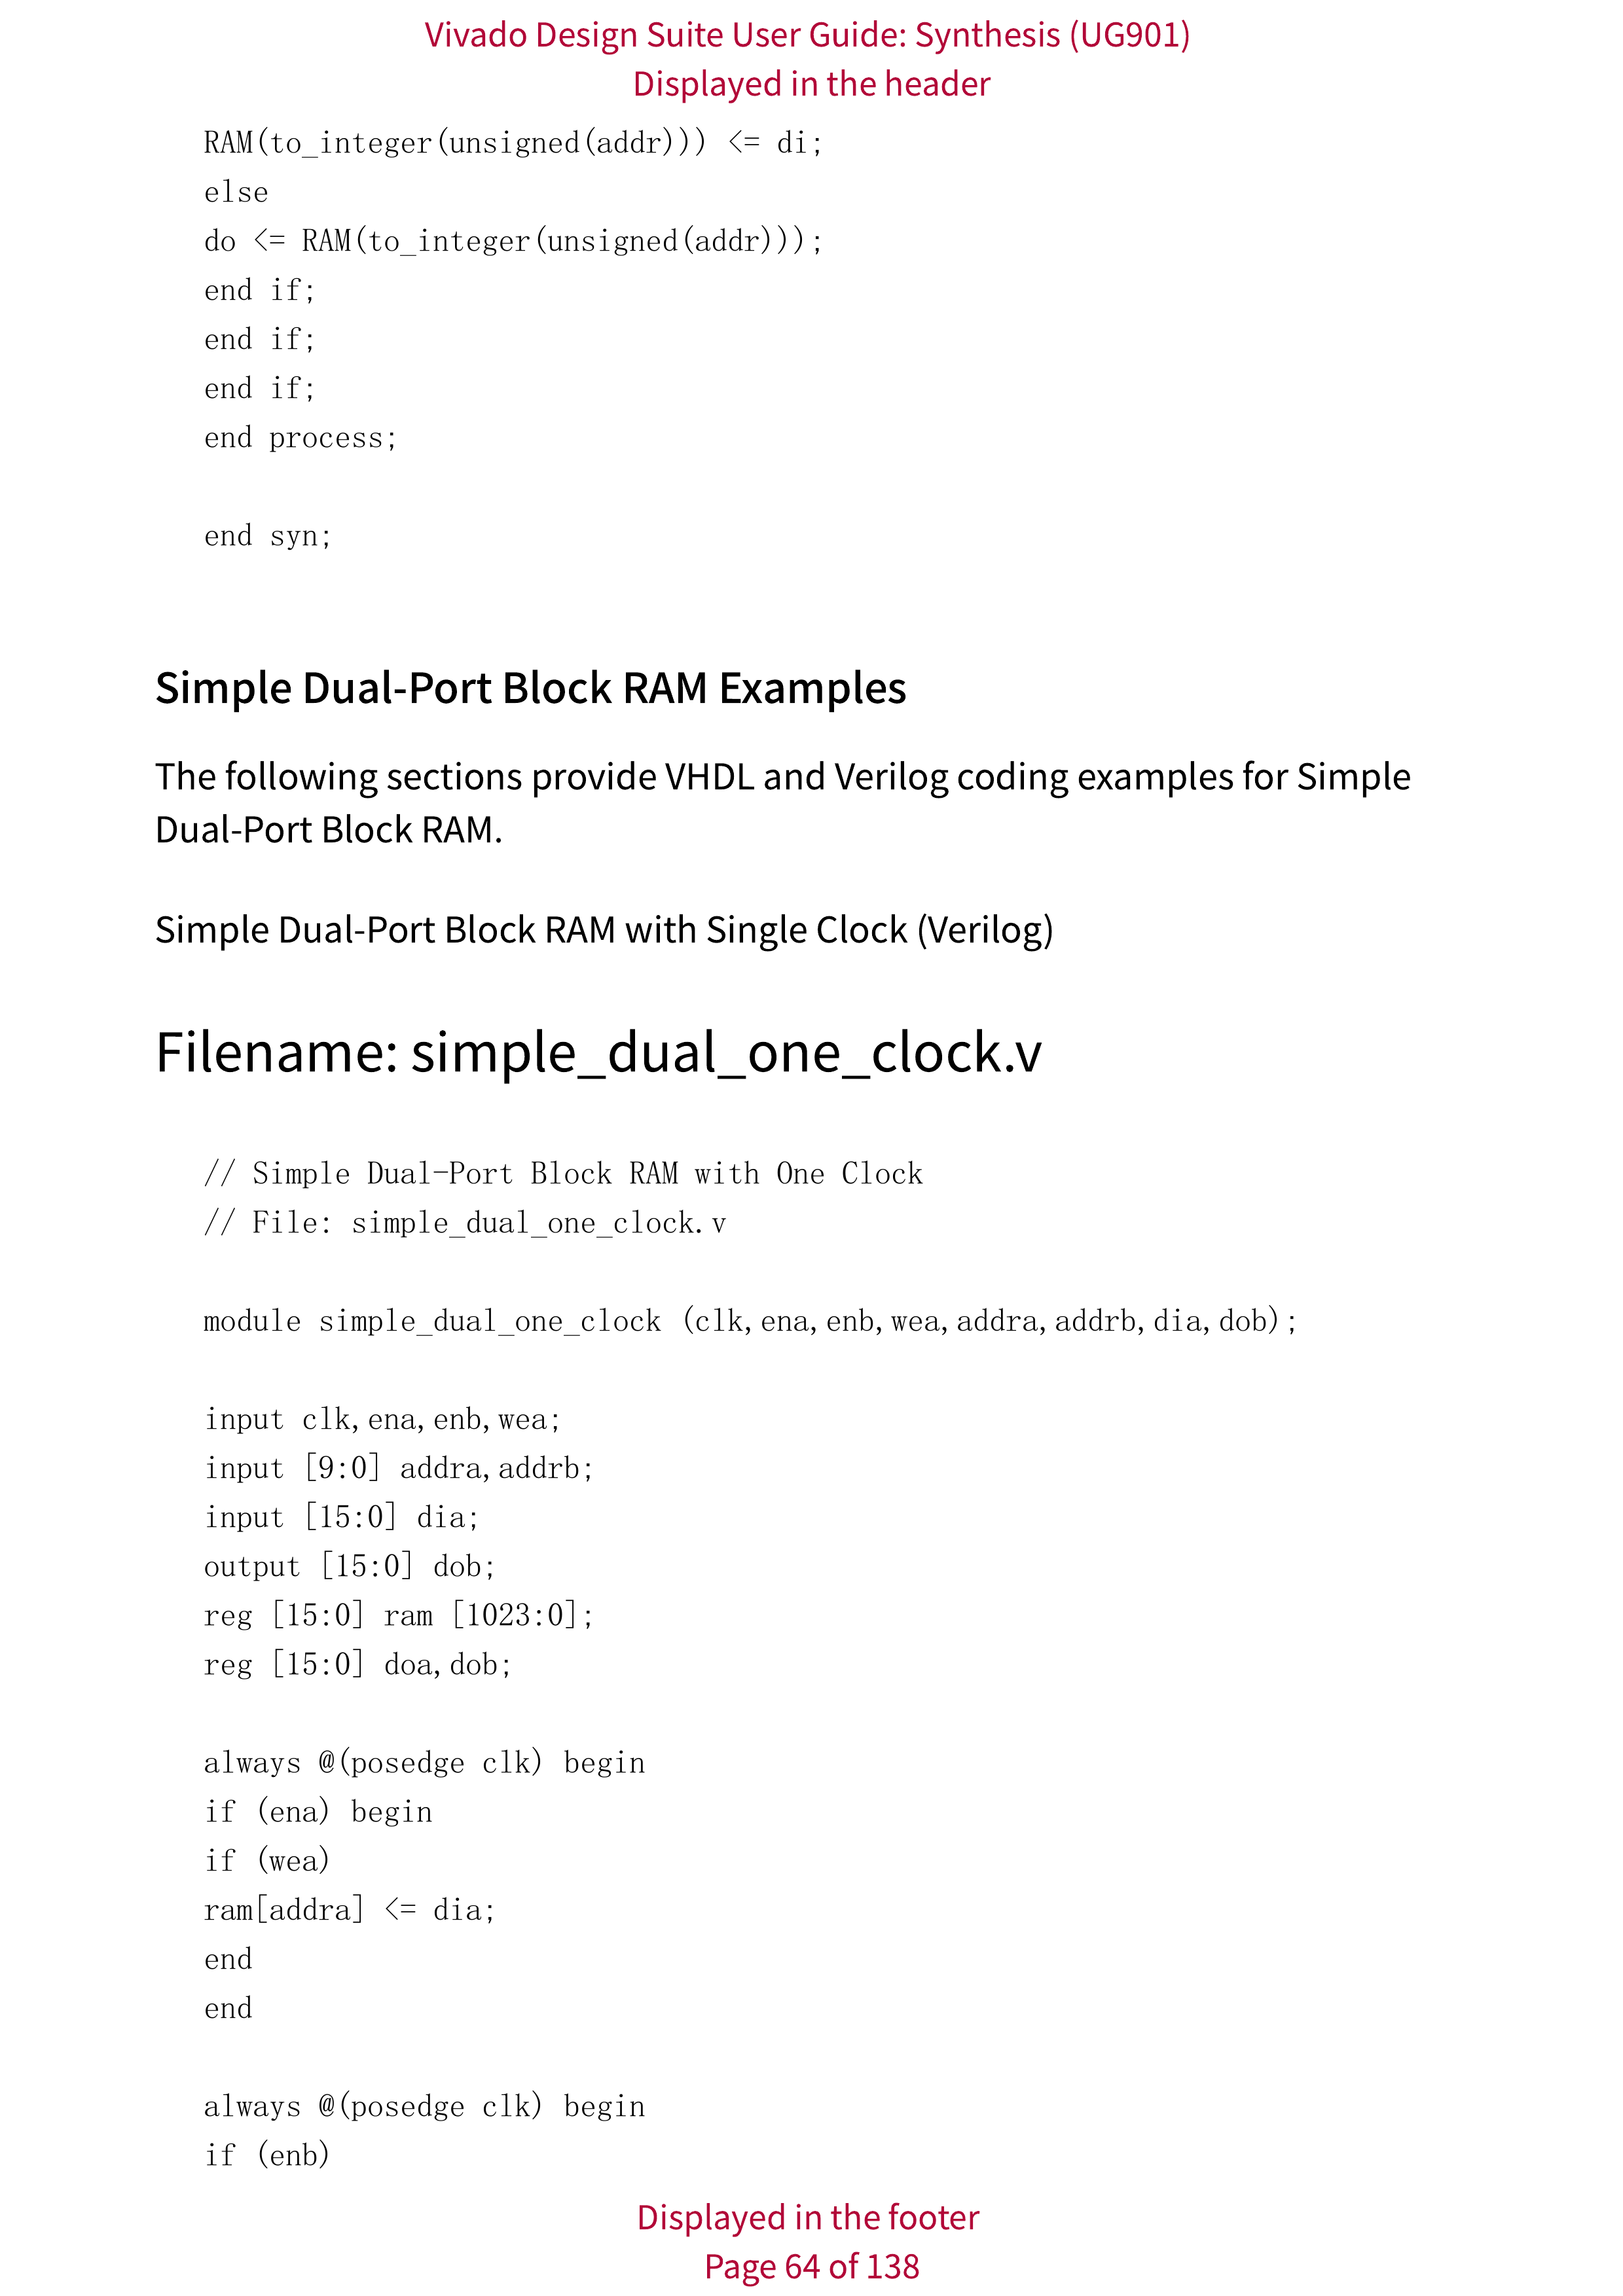 Vivado Design Suite User Guide: Synthesis (UG901)
Displayed in the header
RAM(to_integer(unsigned(addr))) <= di;
else
do <= RAM(to_integer(unsigned(addr)));
end if;
end if;
end if;
end process;
end syn;
Simple Dual-Port Block RAM Examples
The following sections provide VHDL and Verilog coding examples for Simple
Dual-Port Block RAM.
Simple Dual-Port Block RAM with Single Clock (Verilog)
Filename: simple_dual_one_clock.v
// Simple Dual-Port Block RAM with One Clock
// File: simple_dual_one_clock.v
module simple_dual_one_clock (clk,ena,enb,wea,addra,addrb,dia,dob);
input clk,ena,enb,wea;
input [9:0] addra,addrb;
input [15:0] dia;
output [15:0] dob;
reg [15:0] ram [1023:0];
reg [15:0] doa,dob;
always @(posedge clk) begin
if (ena) begin
if (wea)
ram[addra] <= dia;
end
end
always @(posedge clk) begin
if (enb)
Displayed in the footer
Page 64 of 138